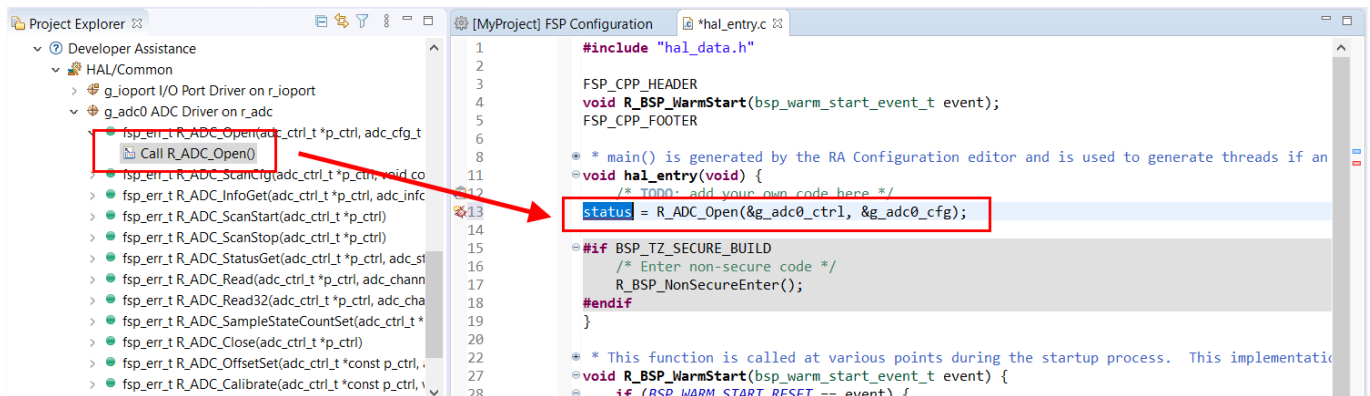 Project Explorer
Developer Assistance
HAL/Common
g_ioport I/O Port Driver on r_ioport
g_adc0 ADC Driver on r_adc
fsp_err_t R_ADC_Open(adc_ctrl_t *p_ctrl, adc_cfg_t
Call R_ADC_Open()
fsp_err_t R_ADC_ScanCfg(adc_ctrl_t *p_ctrl, void co
fsp_err_t R_ADC_InfoGet(adc_ctrl_t *p_ctrl, adc_info
fsp_err_t R_ADC_ScanStart(adc_ctrl_t *p_ctrl)
fsp_err_t R_ADC_ScanStop(adc_ctrl_t *p_ctrl)
fsp_err_t R_ADC_StatusGet(adc_ctrl_t *p_ctrl, adc_st
fsp_err_t R_ADC_Read(adc_ctrl_t *p_ctrl, adc_chann
fsp_err_t R_ADC_Read32(adc_ctrl_t *p_ctrl, adc_cha
fsp_err_t R_ADC_SampleStateCountSet(adc_ctrl_t *
fsp_err_t R_ADC_Close(adc_ctrl_t *p_ctrl)
fsp_err_t R_ADC_OffsetSet(adc_ctrl_t *const p_ctrl,
fsp_err_t R_ADC_Calibrate(adc_ctrl_t *const p_ctrl,
[MyProject] FSP Configuration
*hal_entry.c
1 #include "hal_data.h"
2
3 FSP_CPP_HEADER
4 void R_BSP_WarmStart(bsp_warm_start_event_t event);
5 FSP_CPP_FOOTER
6
8 * main() is generated by the RA Configuration editor and is used to generate threads if an
11 void hal_entry(void) {
12 /* TODO: add your own code here */
13 status = R_ADC_Open(&g_adc0_ctrl, &g_adc0_cfg);
14
15 #if BSP_TZ_SECURE_BUILD
16 /* Enter non-secure code */
17 R_BSP_NonSecureEnter();
18 #endif
19 }
20
22 * This function is called at various points during the startup process. This implementatio
27 void R_BSP_WarmStart(bsp_warm_start_event_t event) {
28 if (BSP_WARM_START_RESET == event) {